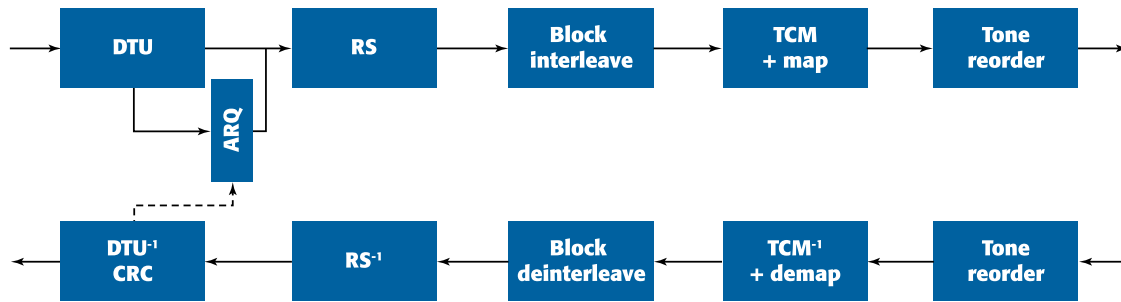 DTU
RS
Block
interleave
TCM
+ map
Tone
reorder
ARQ
DTU⁻¹
CRC
RS⁻¹
Block
deinterleave
TCM⁻¹
+ demap
Tone
reorder